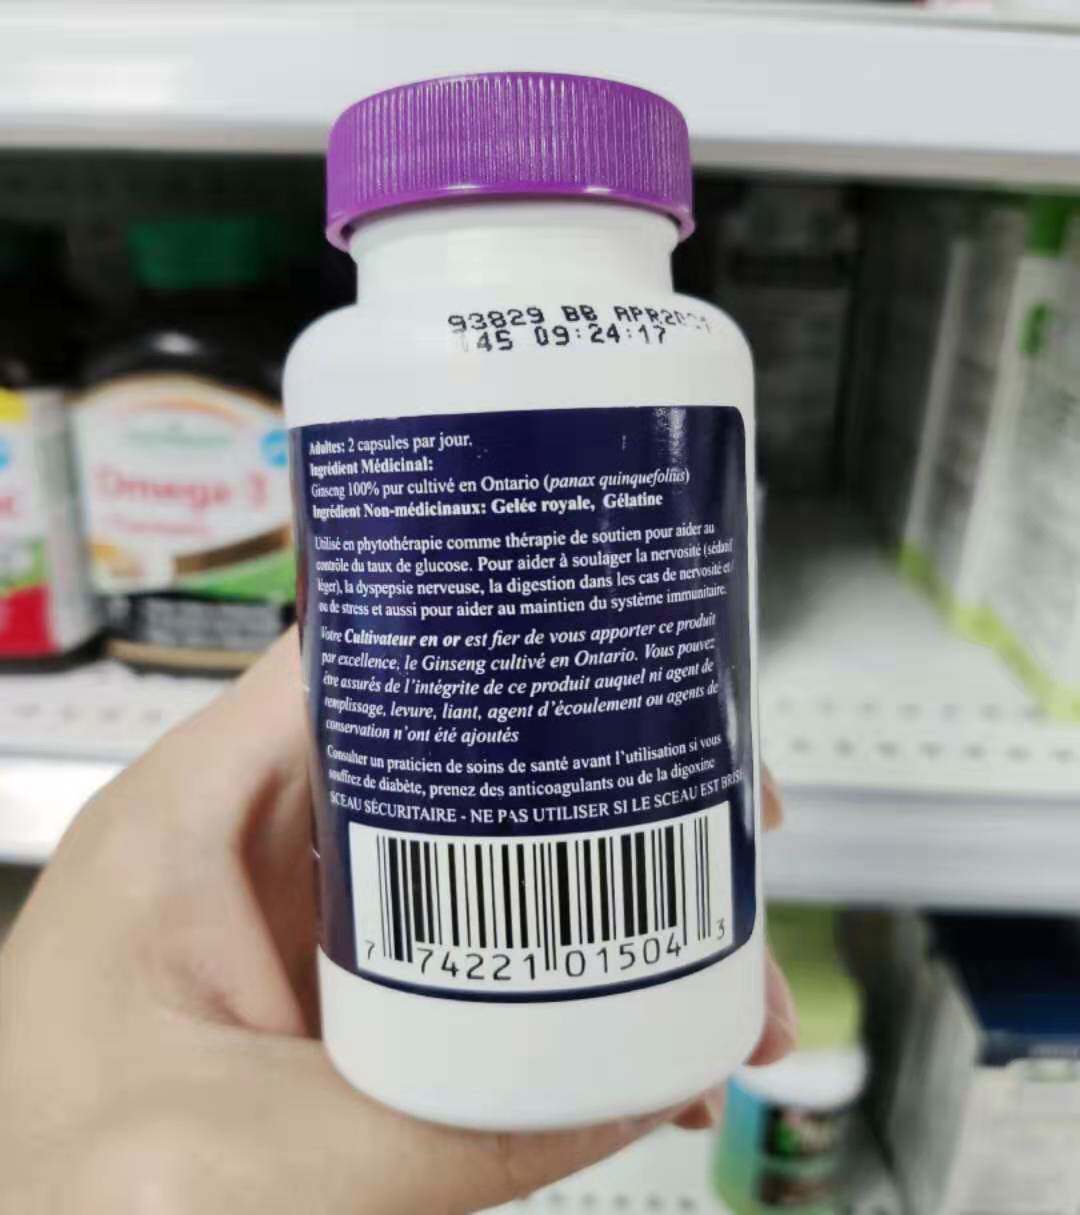 93829 BB APR
45 09:24:17
Adultes: 2 capsules par jour.
Ingrédient Médicinal:
Ginseng 100% pur cultivé en Ontario (panax quinquefolius)
Ingrédient Non-médicinaux: Gelée royale, Gélatine
Utilisé en phytothérapie comme thérapie de soutien pour aider au
contrôle du taux de glucose. Pour aider à soulager la nervosité (sédatif
léger), la dyspepsie nerveuse, la digestion dans les cas de nervosité et/
ou de stress et aussi pour aider au maintien du système immunitaire.
Votre Cultivateur en or est fier de vous apporter ce produit
par excellence, le Ginseng cultivé en Ontario. Vous pouvez
être assurés de l'intégrite de ce produit auquel ni agent de
remplissage, levure, liant, agent d'écoulement ou agents de
conservation n'ont été ajoutés
Consulter un praticien de soins de santé avant l'utilisation si vous
souffrez de diabète, prenez des anticoagulants ou de la digoxine
SCEAU SÉCURITAIRE - NE PAS UTILISER SI LE SCEAU EST BRISÉ
7 74221 01504 3
Omega 3